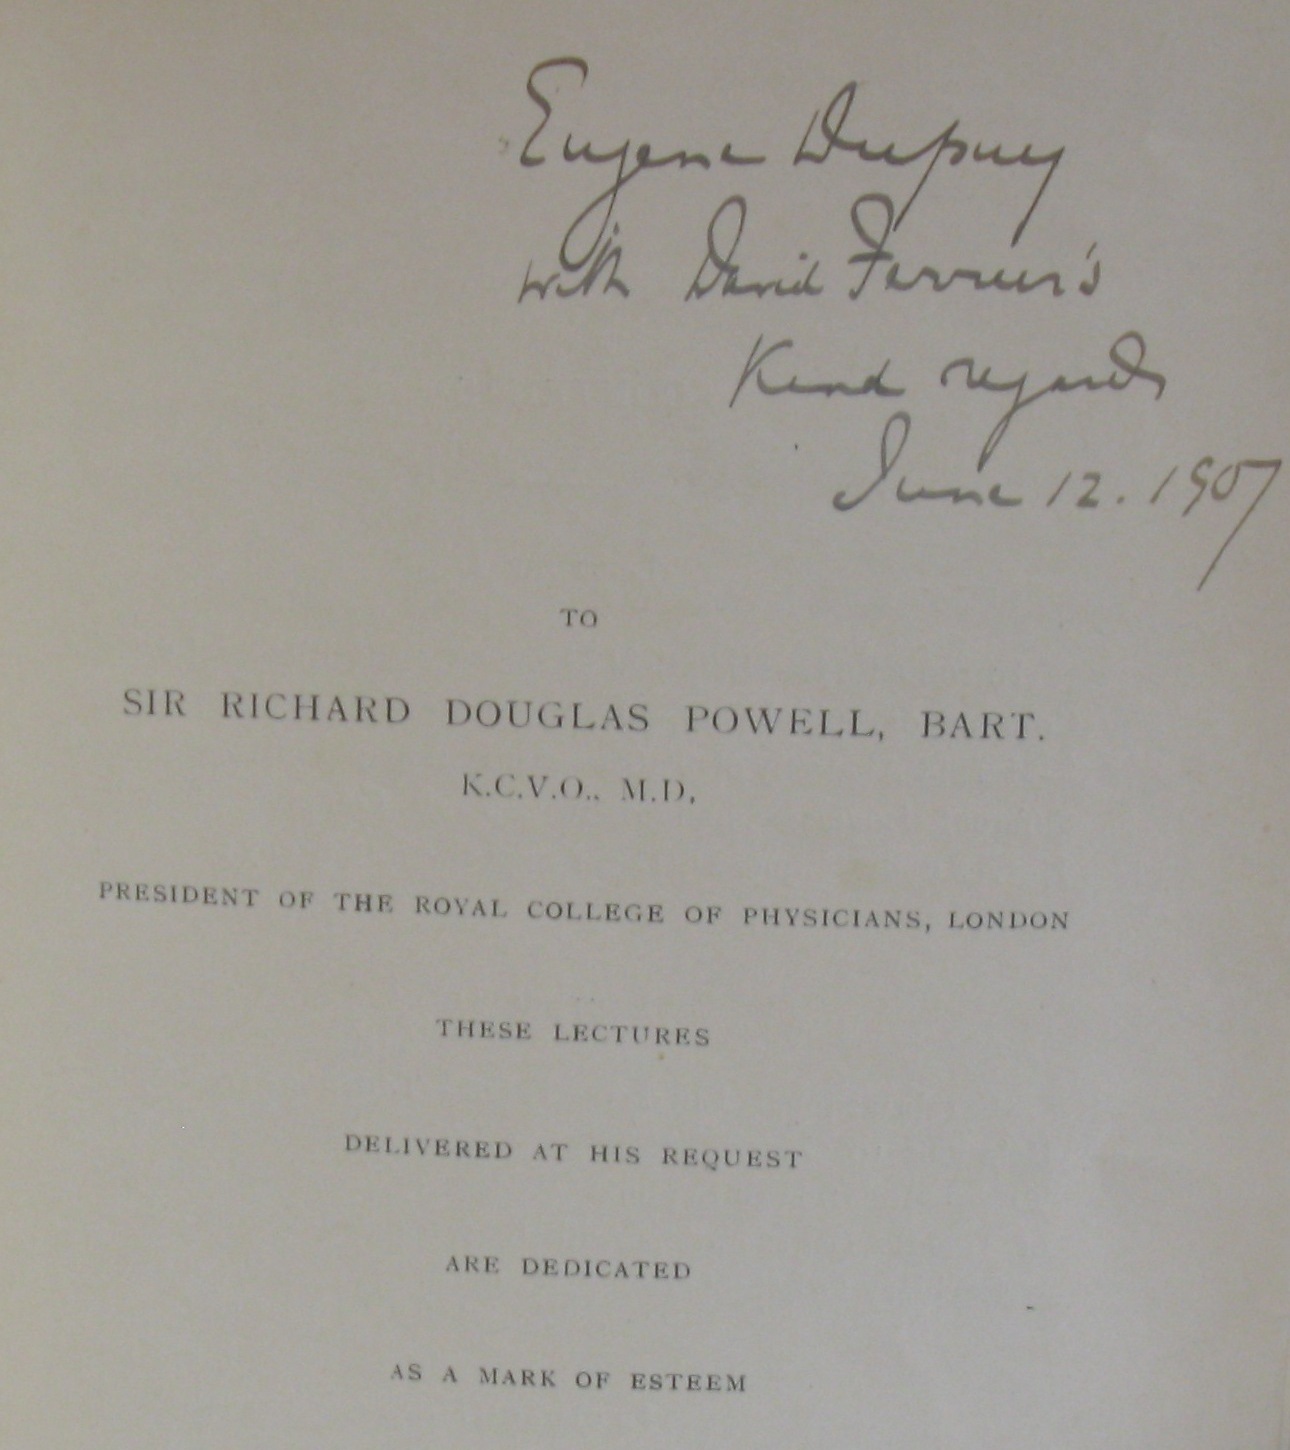 Eugene Dupuy
with David Ferrier's
Kind regards
June 12. 1907
TO
SIR RICHARD DOUGLAS POWELL, BART.
K.C.V.O., M.D,
PRESIDENT OF THE ROYAL COLLEGE OF PHYSICIANS, LONDON
THESE LECTURES
DELIVERED AT HIS REQUEST
ARE DEDICATED
AS A MARK OF ESTEEM